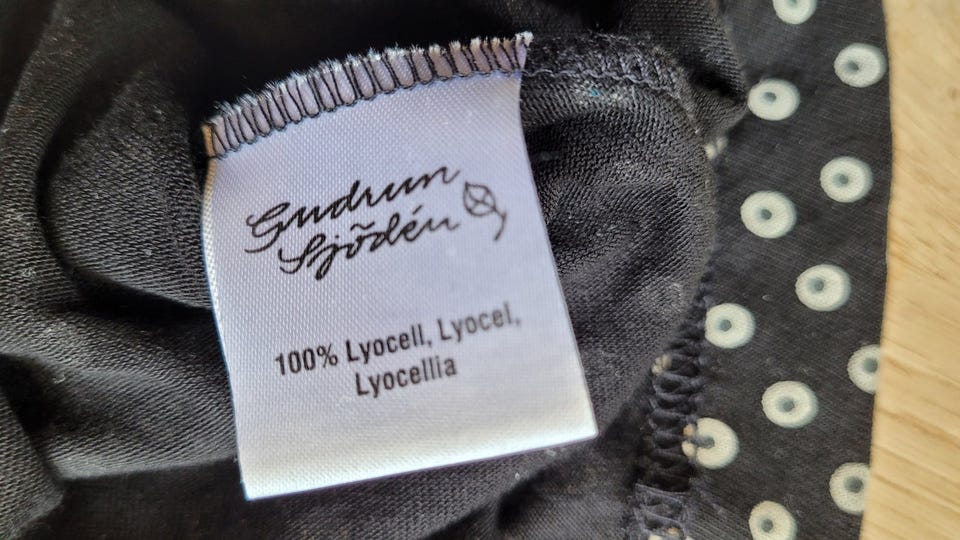 Gudrun
Sjödén
100% Lyocell, Lyocel,
Lyocellia